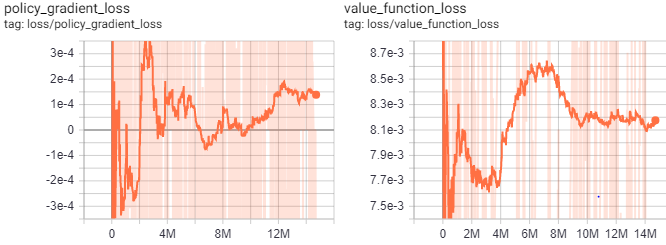 policy_gradient_loss
tag: loss/policy_gradient_loss
3e-4
2e-4
1e-4
0
-1e-4
-2e-4
-3e-4
0 2M 4M 6M 8M 12M
value_function_loss
tag: loss/value_function_loss
8.7e-3
8.5e-3
8.3e-3
8.1e-3
7.9e-3
7.7e-3
7.5e-3
0 2M 4M 6M 8M 10M 12M 14M